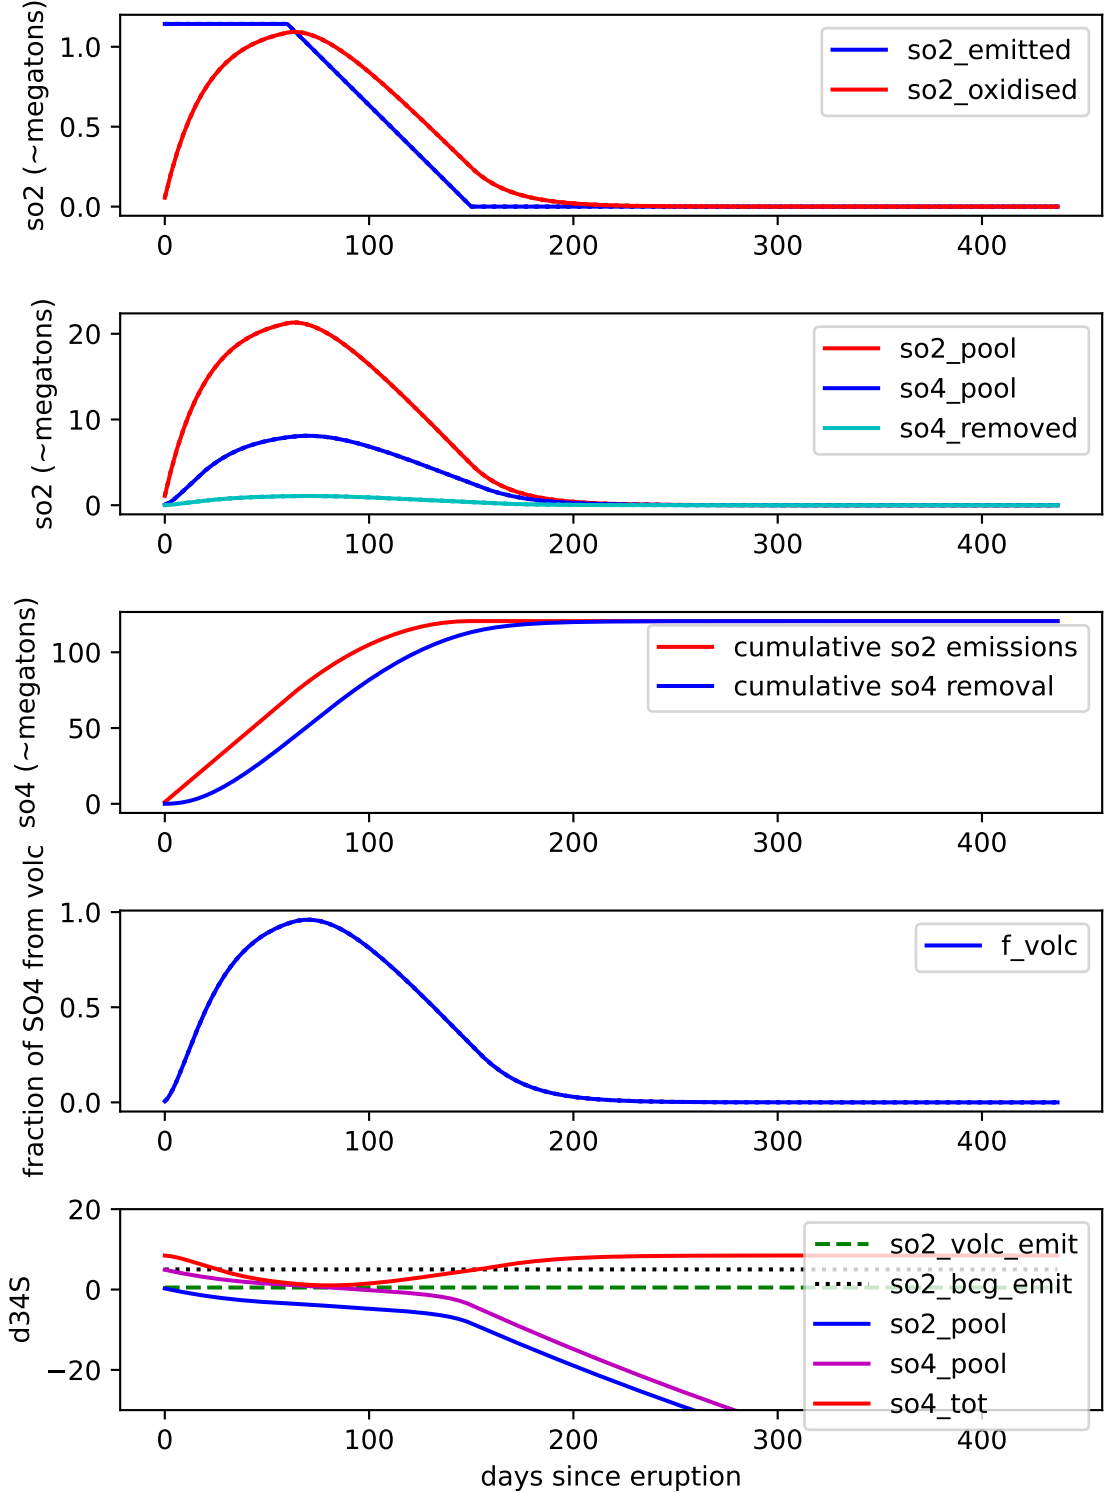 so2 (~megatons)
1.0
0.5
0.0
so2_emitted
so2_oxidised
0 100 200 300 400
so2 (~megatons)
20
10
0
so2_pool
so4_pool
so4_removed
0 100 200 300 400
so4 (~megatons)
100
50
0
cumulative so2 emissions
cumulative so4 removal
0 100 200 300 400
fraction of SO4 from volc
1.0
0.5
0.0
f_volc
0 100 200 300 400
d34S
20
0
−20
so2_volc_emit
so2_bcg_emit
so2_pool
so4_pool
so4_tot
0 100 200 300 400
days since eruption